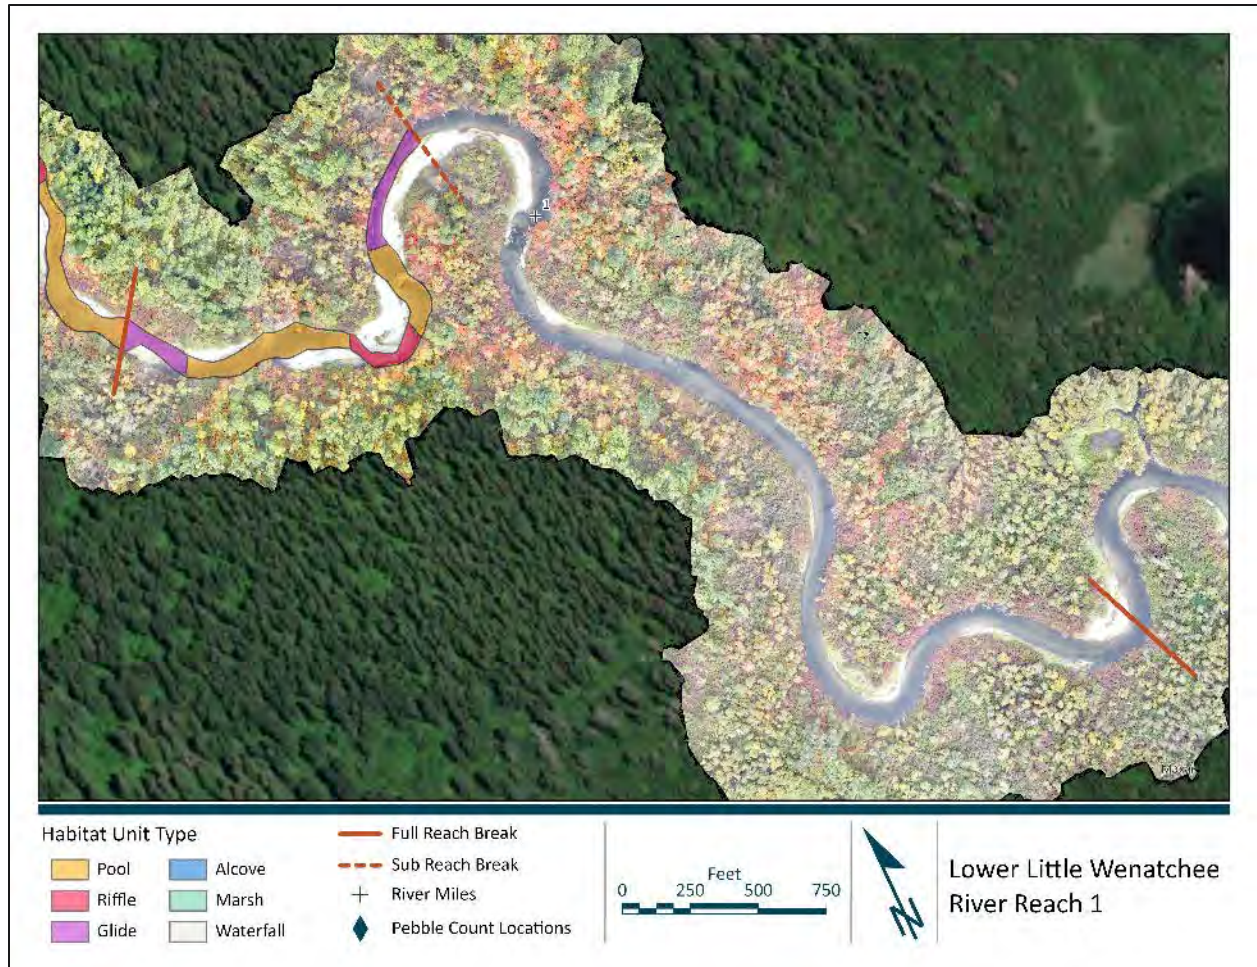 1
Habitat Unit Type
Pool
Riffle
Glide
Alcove
Marsh
Waterfall
Full Reach Break
Sub Reach Break
River Miles
Pebble Count Locations
Feet
0 250 500 750
N
Lower Little Wenatchee
River Reach 1